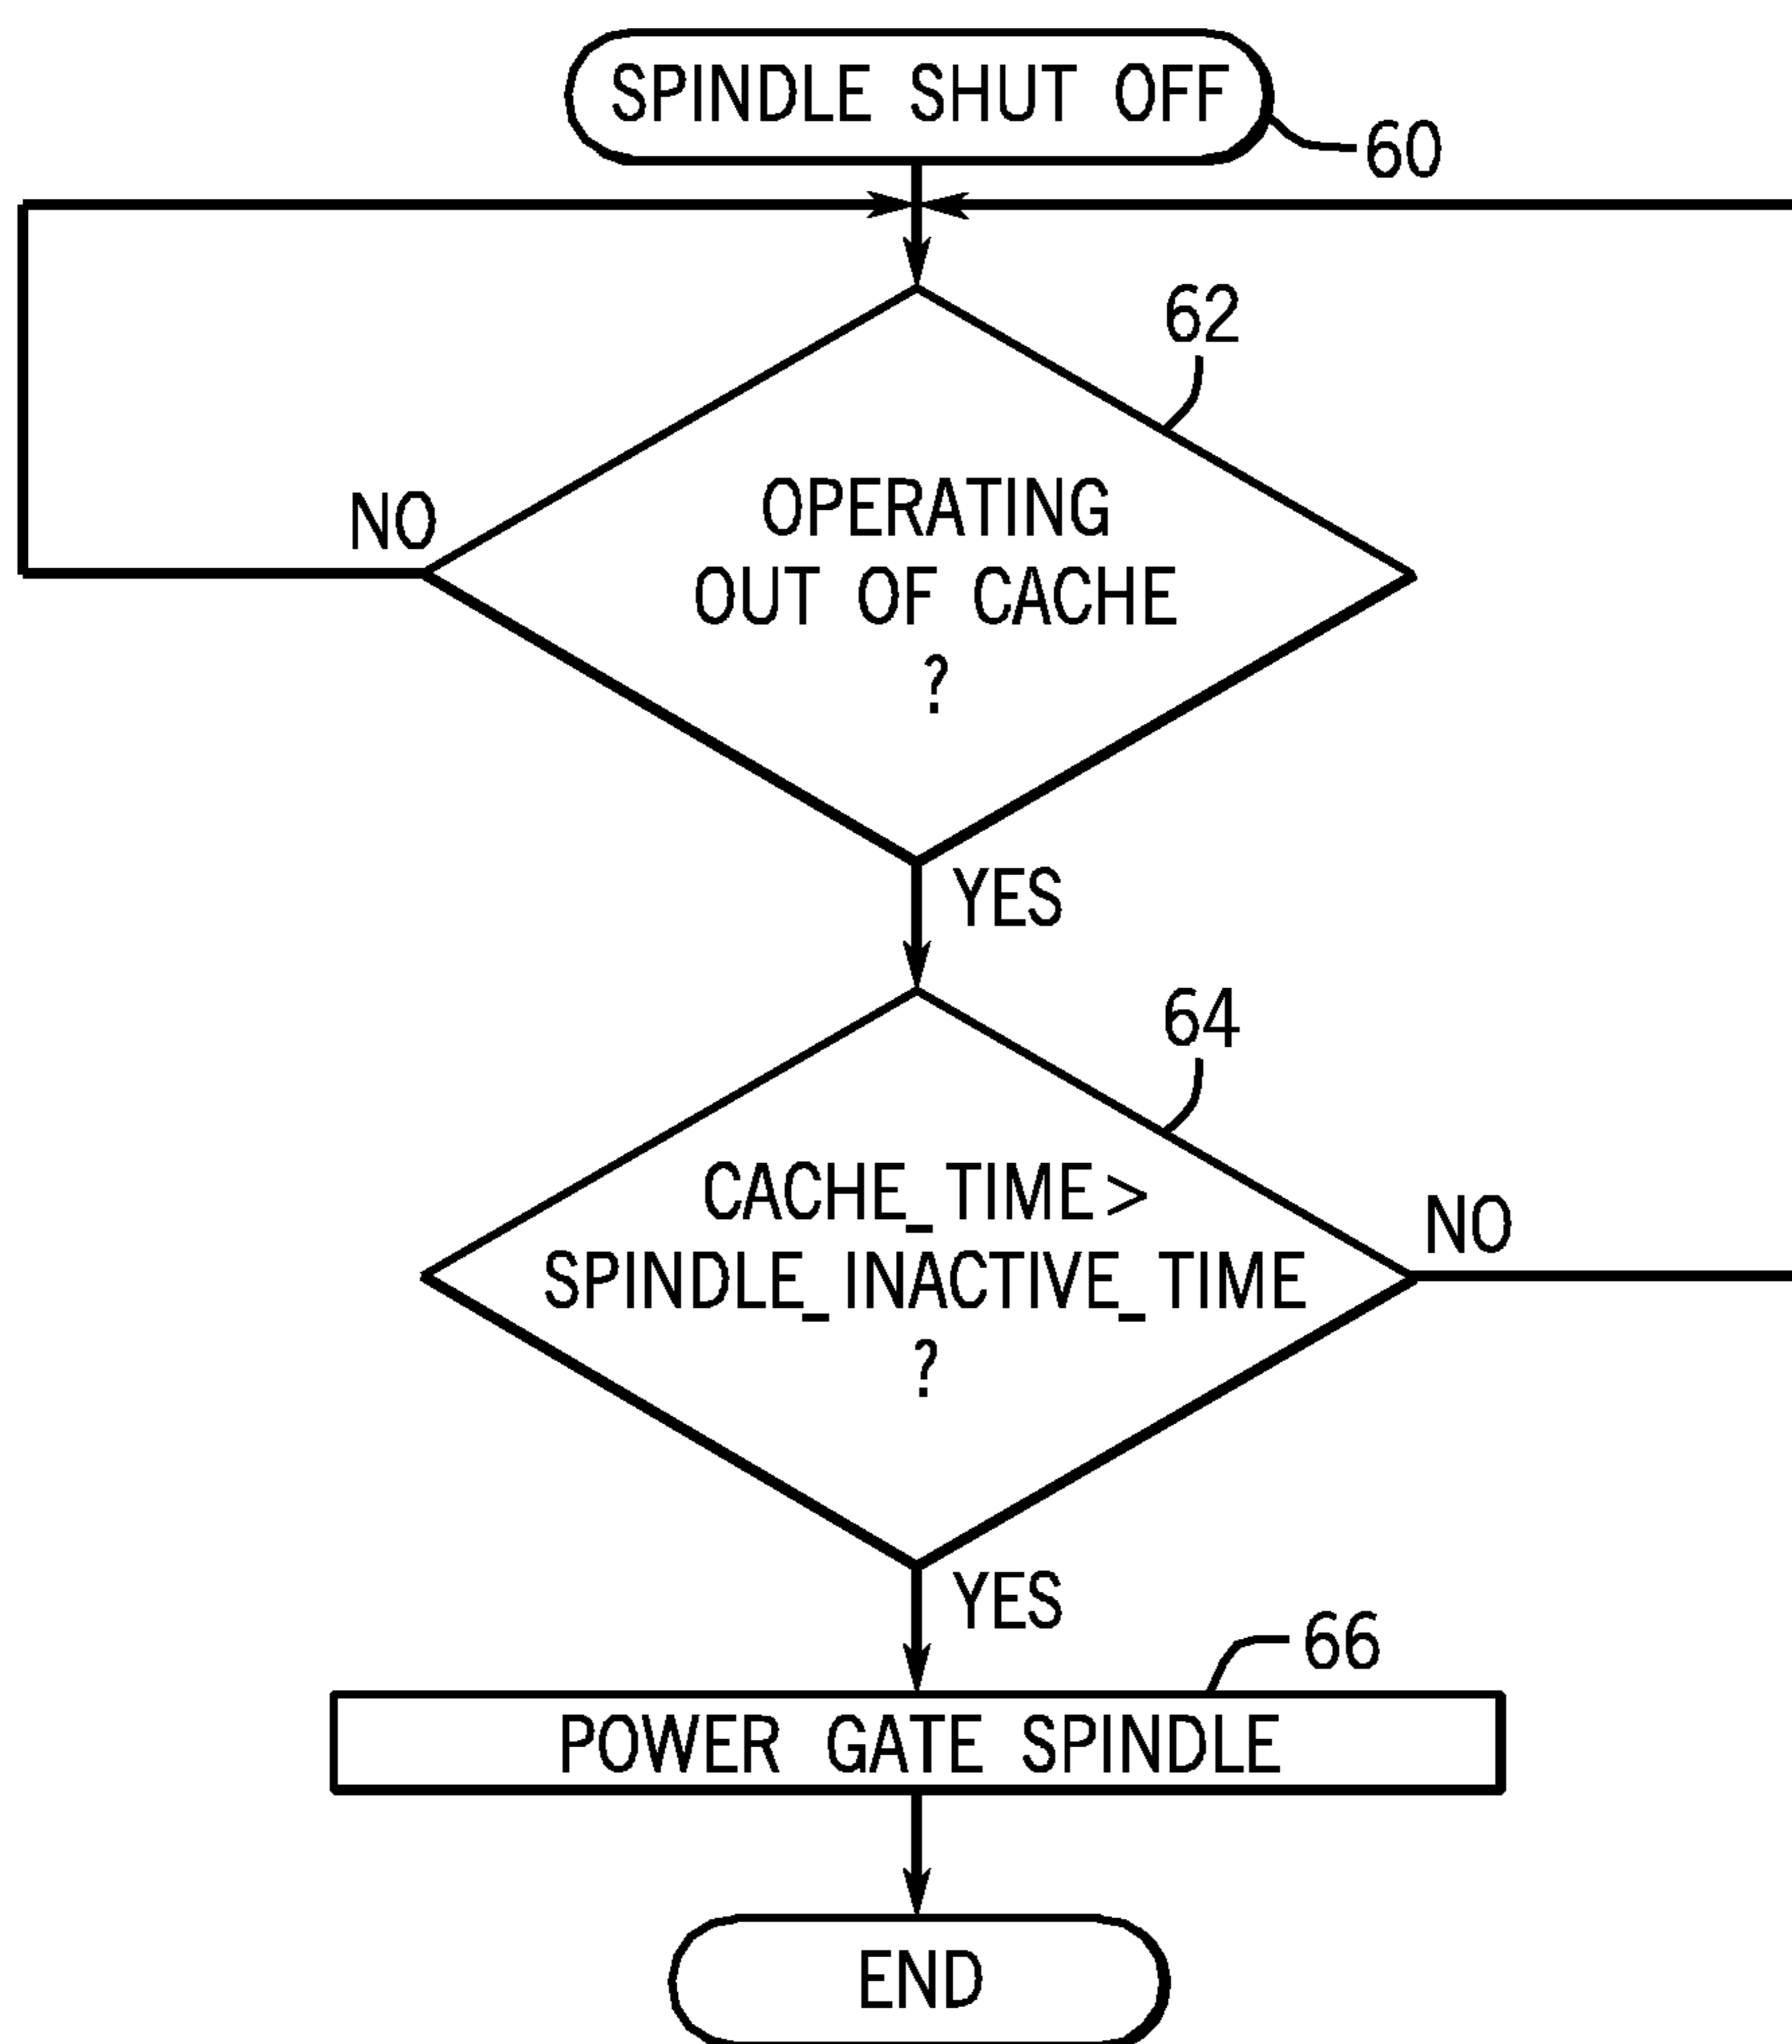 SPINDLE SHUT OFF
60
62
NO
OPERATING
OUT OF CACHE
?
YES
64
CACHE_TIME>
SPINDLE_INACTIVE_TIME
?
NO
YES
66
POWER GATE SPINDLE
END